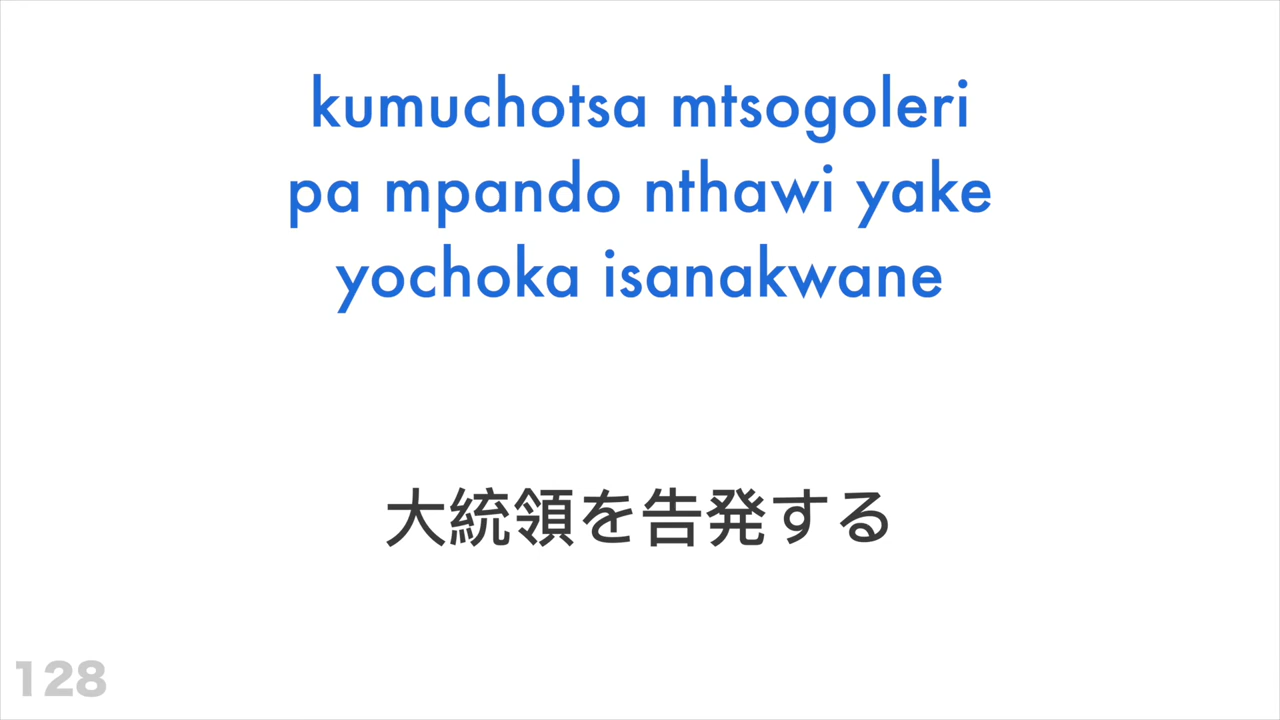 kumuchotsa mtsogoleri
pa mpando nthawi yake
yochoka isanakwane
大統領を告発する
128